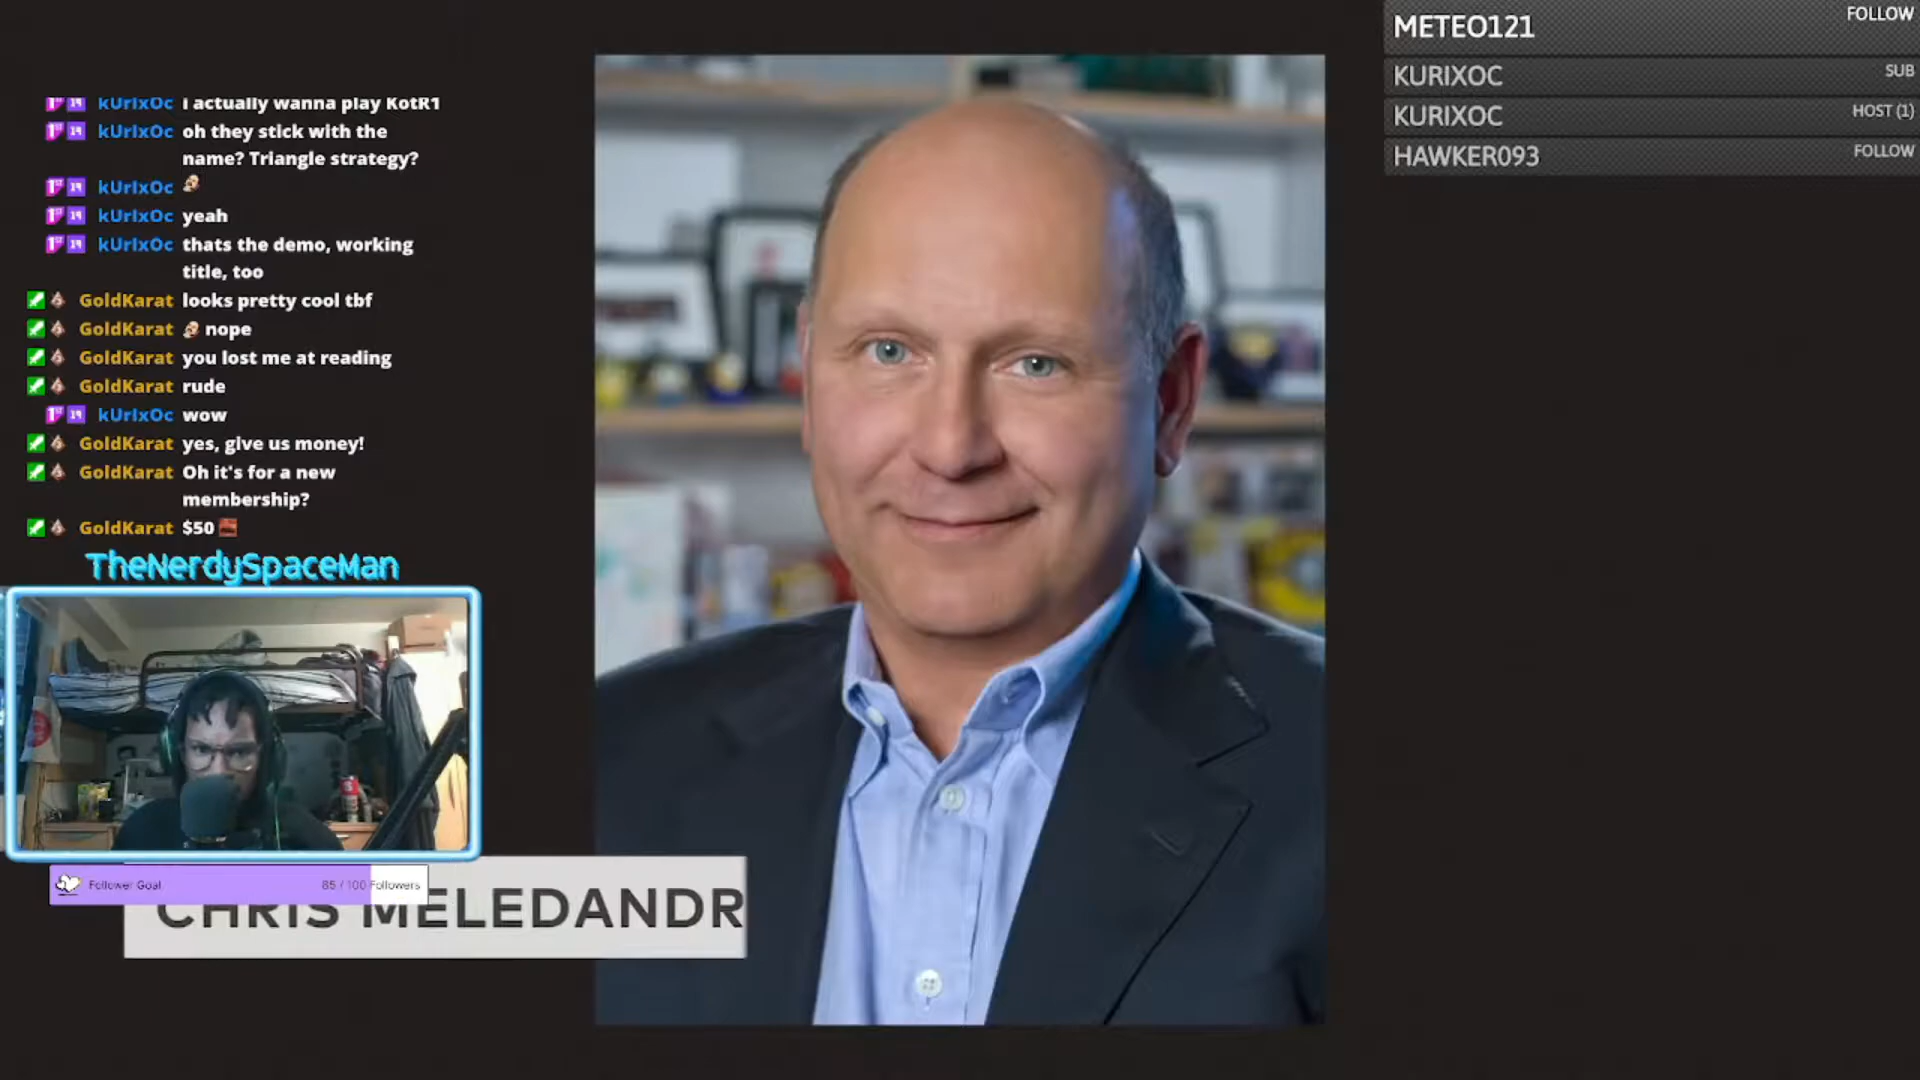 kUrIxOc i actually wanna play KotR1
kUrIxOc oh they stick with the
name? Triangle strategy?
kUrIxOc
kUrIxOc yeah
kUrIxOc thats the demo, working
title, too
GoldKarat looks pretty cool tbf
GoldKarat nope
GoldKarat you lost me at reading
GoldKarat rude
kUrIxOc wow
GoldKarat yes, give us money!
GoldKarat Oh it's for a new
membership?
GoldKarat $50
TheNerdySpaceMan
Follower Goal 85 / 100 Followers
CHRIS MELEDANDR
METEO121 FOLLOW
KURIXOC SUB
KURIXOC HOST (1)
HAWKER093 FOLLOW